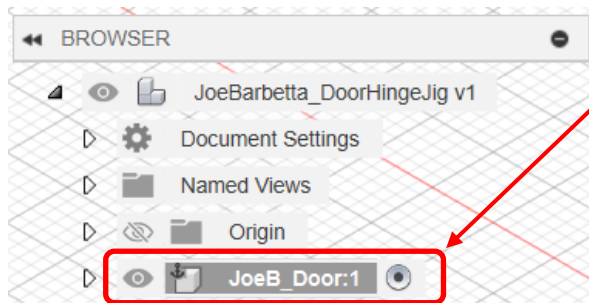 BROWSER
JoeBarbetta_DoorHingeJig v1
Document Settings
Named Views
Origin
JoeB_Door:1